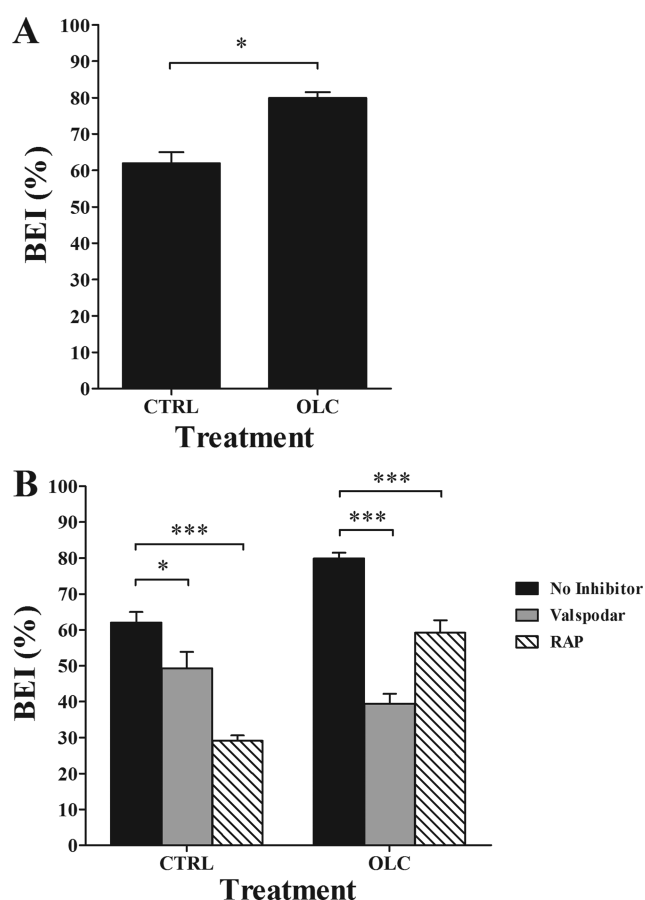 A
BEI (%)
100
90
80
70
60
50
40
30
20
10
0
*
CTRL
OLC
Treatment
B
BEI (%)
100
90
80
70
60
50
40
30
20
10
0
***
*
***
***
CTRL
OLC
Treatment
No Inhibitor
Valspodar
RAP